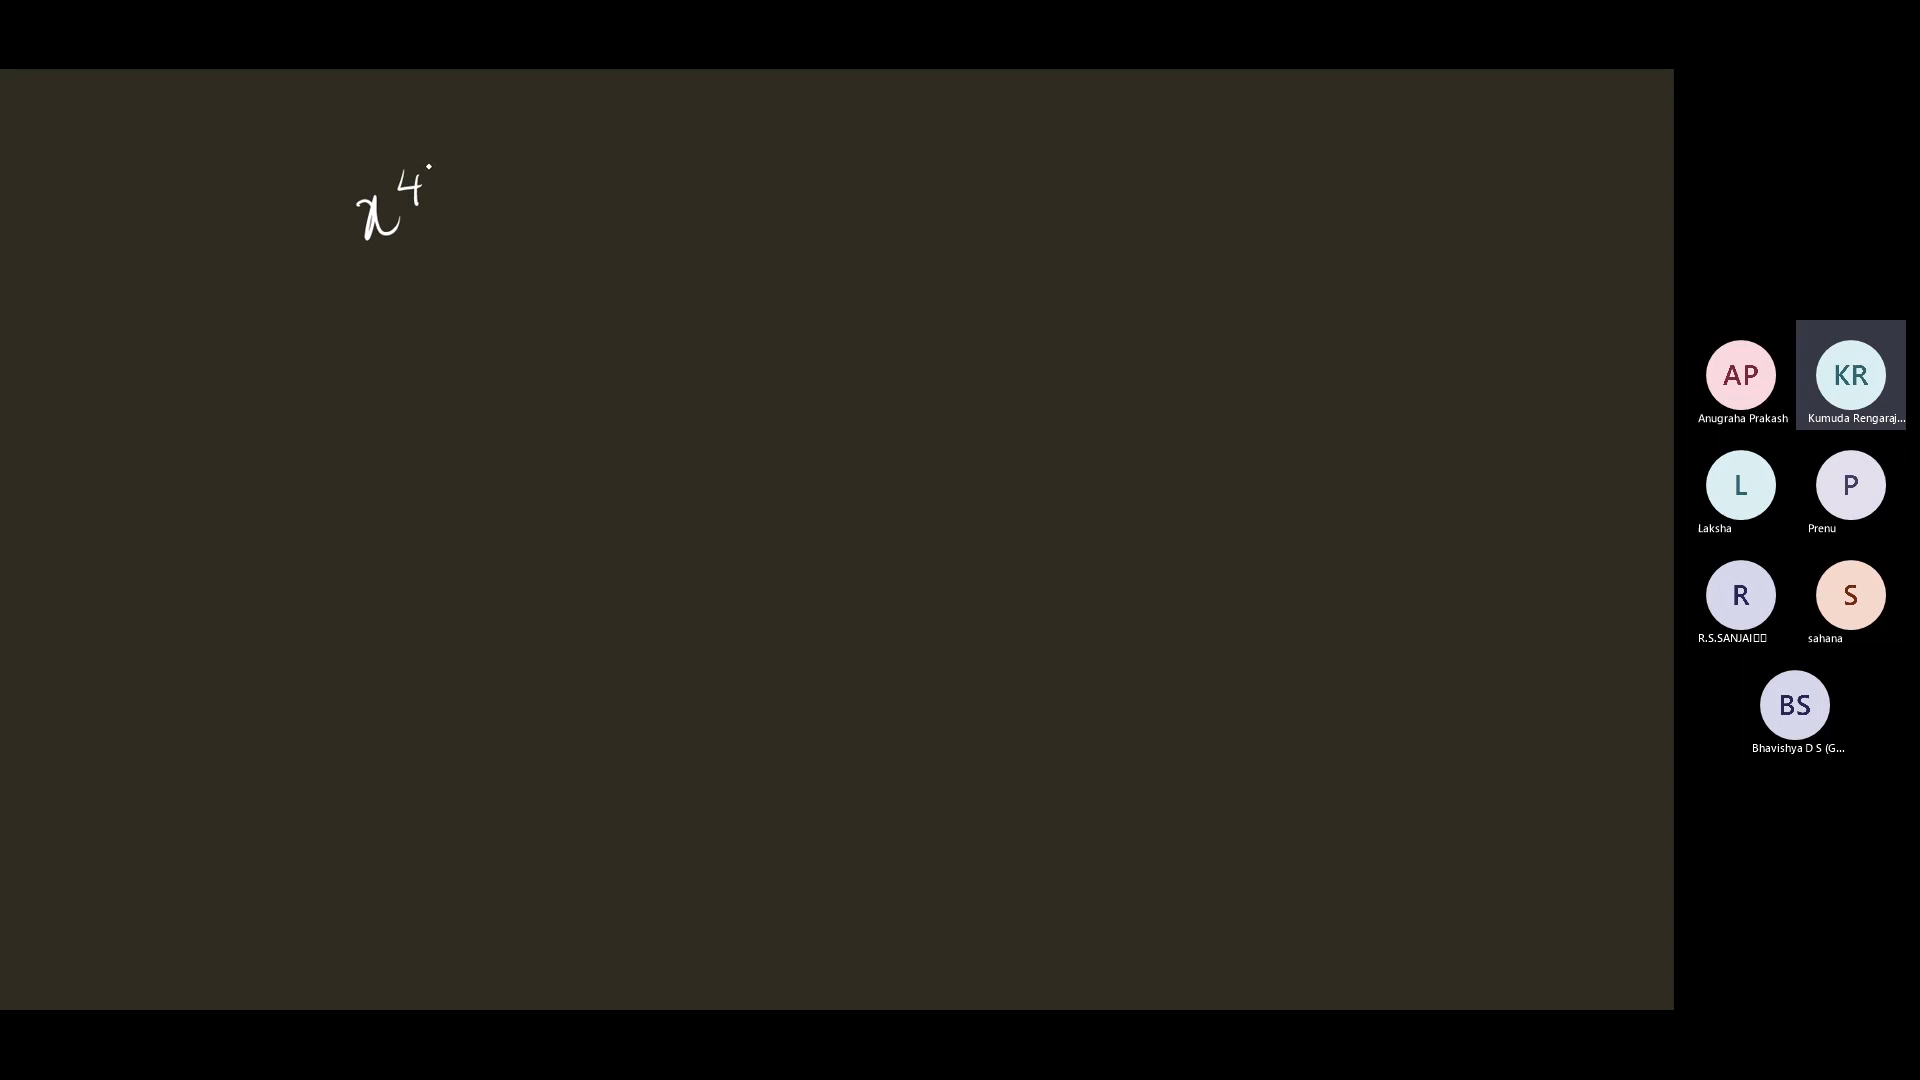 x⁴
AP
Anugraha Prakash
KR
Kumuda Rengaraj...
L
Laksha
P
Prenu
R
R.S.SANJAI▯▯
S
sahana
BS
Bhavishya D S (G...